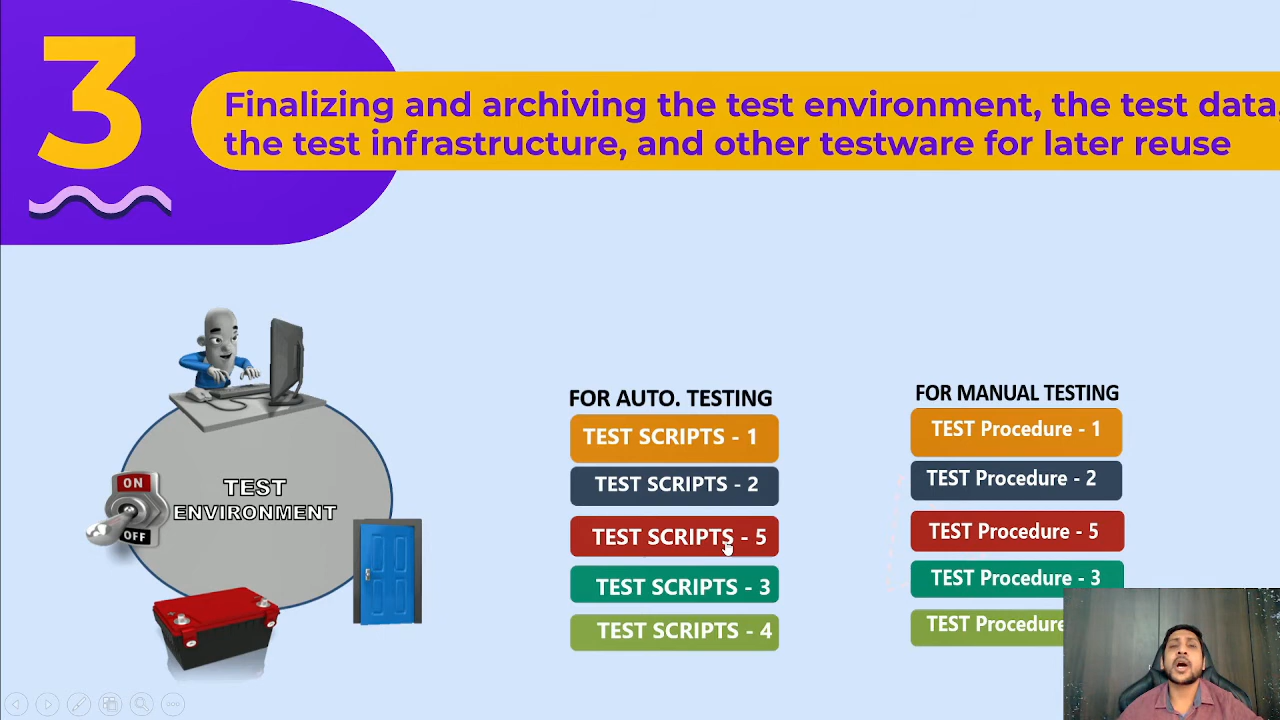 3
Finalizing and archiving the test environment, the test data,
the test infrastructure, and other testware for later reuse
ON
OFF
TEST
ENVIRONMENT
FOR AUTO. TESTING
TEST SCRIPTS - 1
TEST SCRIPTS - 2
TEST SCRIPTS - 5
TEST SCRIPTS - 3
TEST SCRIPTS - 4
FOR MANUAL TESTING
TEST Procedure - 1
TEST Procedure - 2
TEST Procedure - 5
TEST Procedure - 3
TEST Procedure